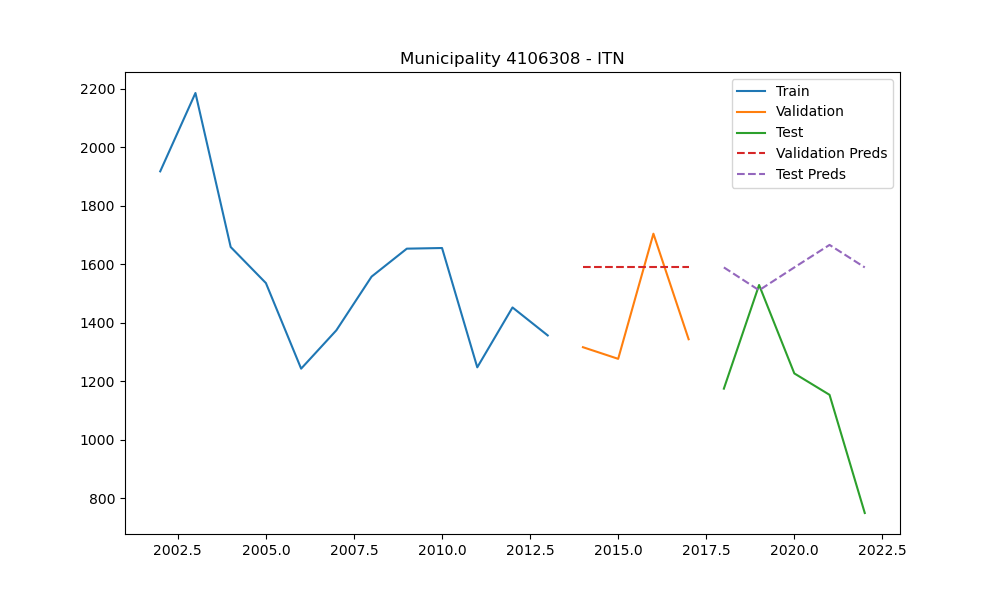 Municipality 4106308 - ITN
2200
2000
1800
1600
1400
1200
1000
800
Train
Validation
Test
Validation Preds
Test Preds
2002.5 2005.0 2007.5 2010.0 2012.5 2015.0 2017.5 2020.0 2022.5